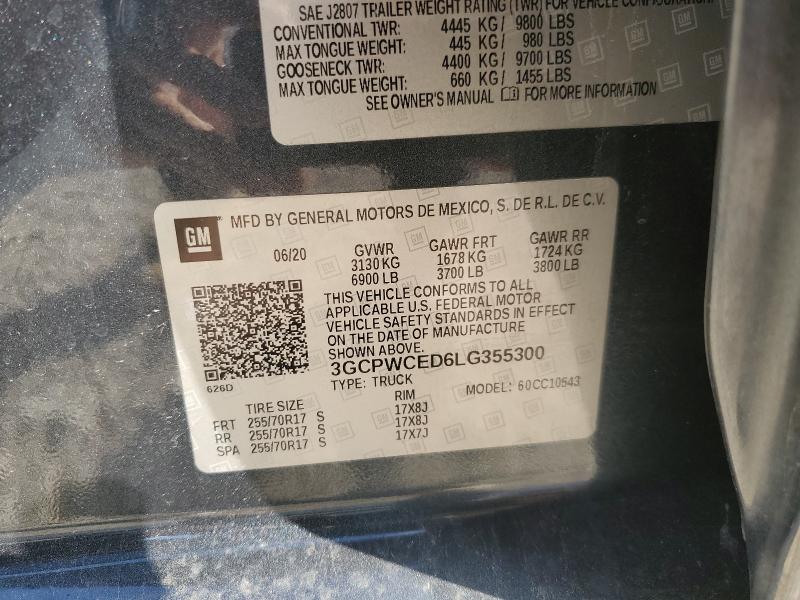 SAE J2807 TRAILER WEIGHT RATING (TWR) FOR VEHICLE CONFIGURATION.
CONVENTIONAL TWR: 4445 KG/ 9800 LBS
MAX TONGUE WEIGHT: 445 KG/ 980 LBS
GOOSENECK TWR: 4400 KG/ 9700 LBS
MAX TONGUE WEIGHT: 660 KG/ 1455 LBS
SEE OWNER'S MANUAL FOR MORE INFORMATION
GM MFD BY GENERAL MOTORS DE MEXICO, S. DE R.L. DE C.V.
06/20 GVWR GAWR FRT GAWR RR
3130 KG 1678 KG 1724 KG
6900 LB 3700 LB 3800 LB
THIS VEHICLE CONFORMS TO ALL
APPLICABLE U.S. FEDERAL MOTOR
VEHICLE SAFETY STANDARDS IN EFFECT
ON THE DATE OF MANUFACTURE
SHOWN ABOVE.
3GCPWCED6LG355300
626D
TYPE: TRUCK MODEL: 60CC10543
TIRE SIZE RIM
FRT 255/70R17 S 17X8J
RR 255/70R17 S 17X8J
SPA 255/70R17 S 17X7J